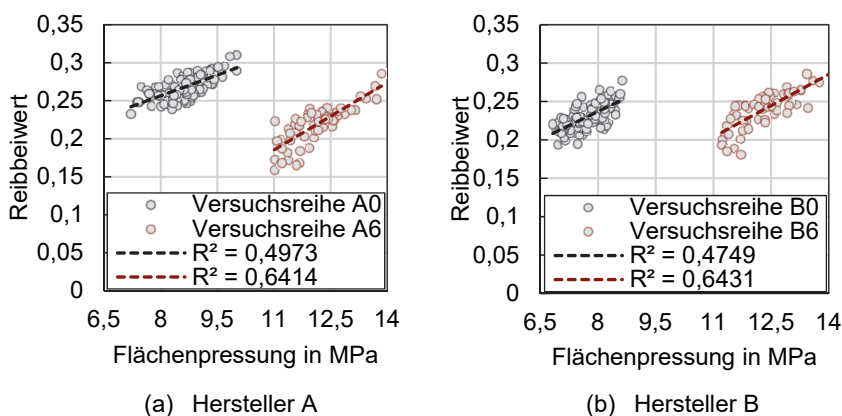 0,35
0,3
0,25
0,2
0,15
0,1
0,05
0
Reibbeiwert
Versuchsreihe A0
Versuchsreihe A6
R² = 0,4973
R² = 0,6414
6,5 8 9,5 11 12,5 14
Flächenpressung in MPa
(a) Hersteller A
0,35
0,3
0,25
0,2
0,15
0,1
0,05
0
Reibbeiwert
Versuchsreihe B0
Versuchsreihe B6
R² = 0,4749
R² = 0,6431
6,5 8 9,5 11 12,5 14
Flächenpressung in MPa
(b) Hersteller B